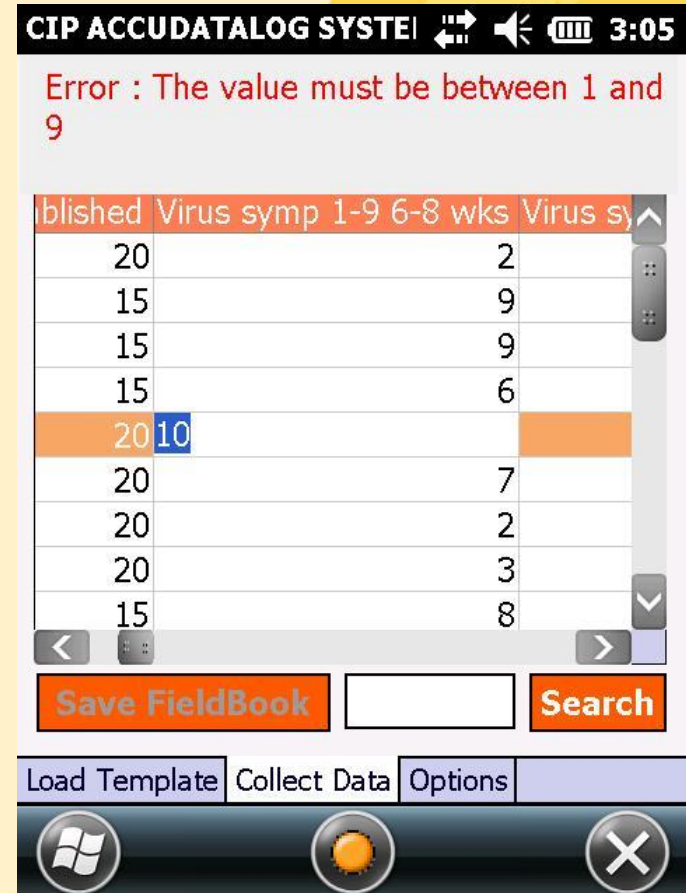 CIP ACCUDATALOG SYSTEI 3:05
Error : The value must be between 1 and
9
blished Virus symp 1-9 6-8 wks Virus sy
20 2
15 9
15 9
15 6
20 10
20 7
20 2
20 3
15 8
Save FieldBook Search
Load Template Collect Data Options